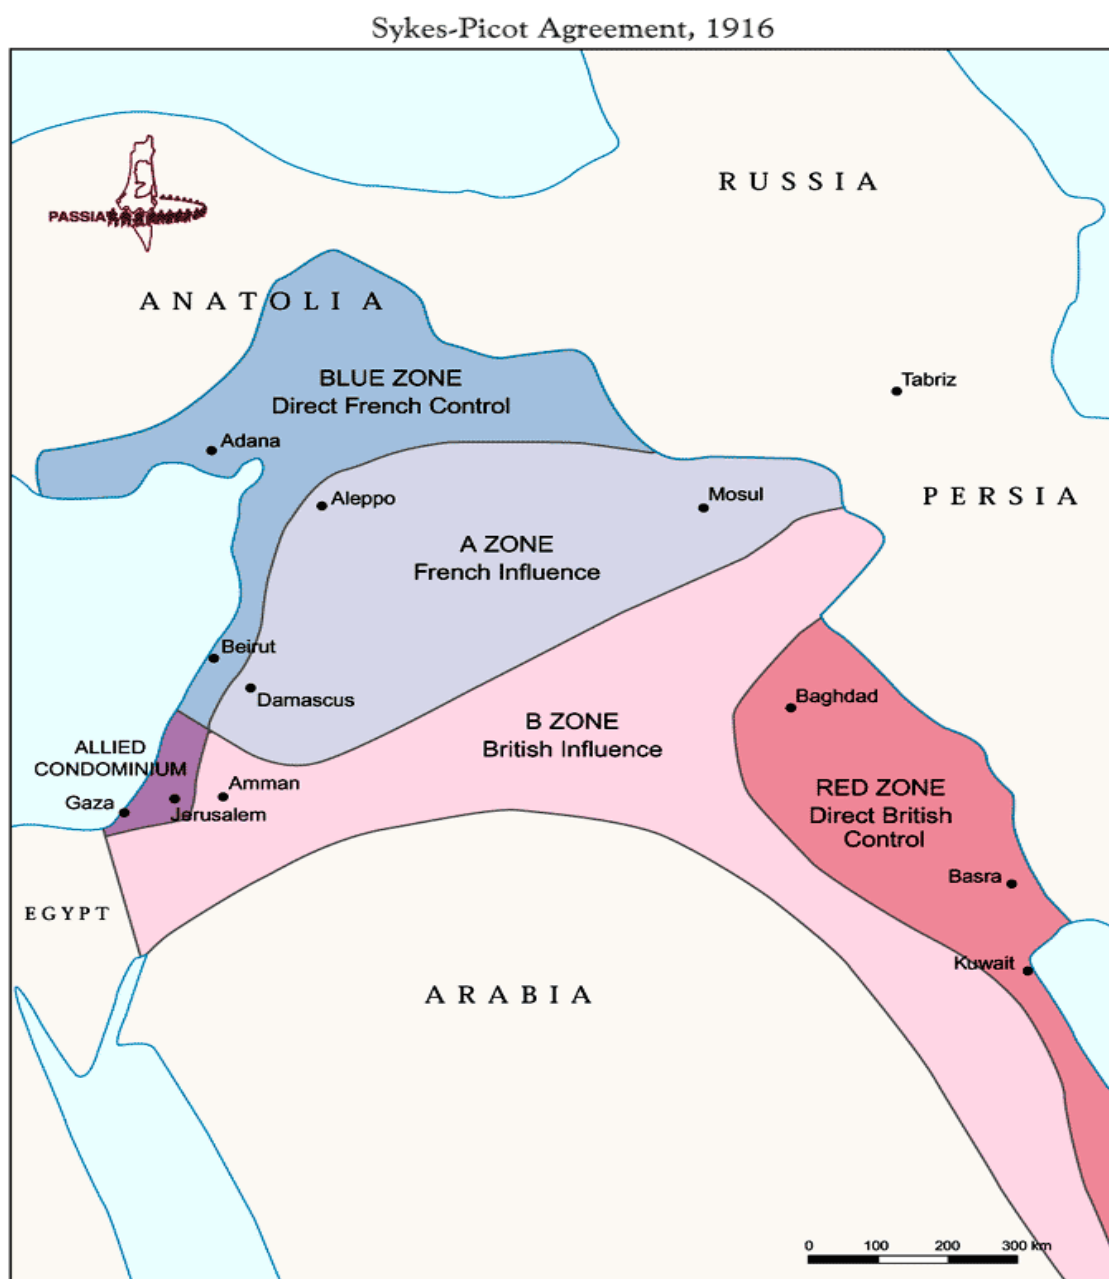 Sykes-Picot Agreement, 1916
RUSSIA
PASSIA
ANATOLIA
BLUE ZONE
Direct French Control
Tabriz
Adana
Aleppo
Mosul
PERSIA
A ZONE
French Influence
Beirut
Damascus
Baghdad
B ZONE
British Influence
ALLIED
CONDOMINIUM
Amman
Gaza
Jerusalem
RED ZONE
Direct British
Control
Basra
EGYPT
Kuwait
ARABIA
0 100 200 300 km